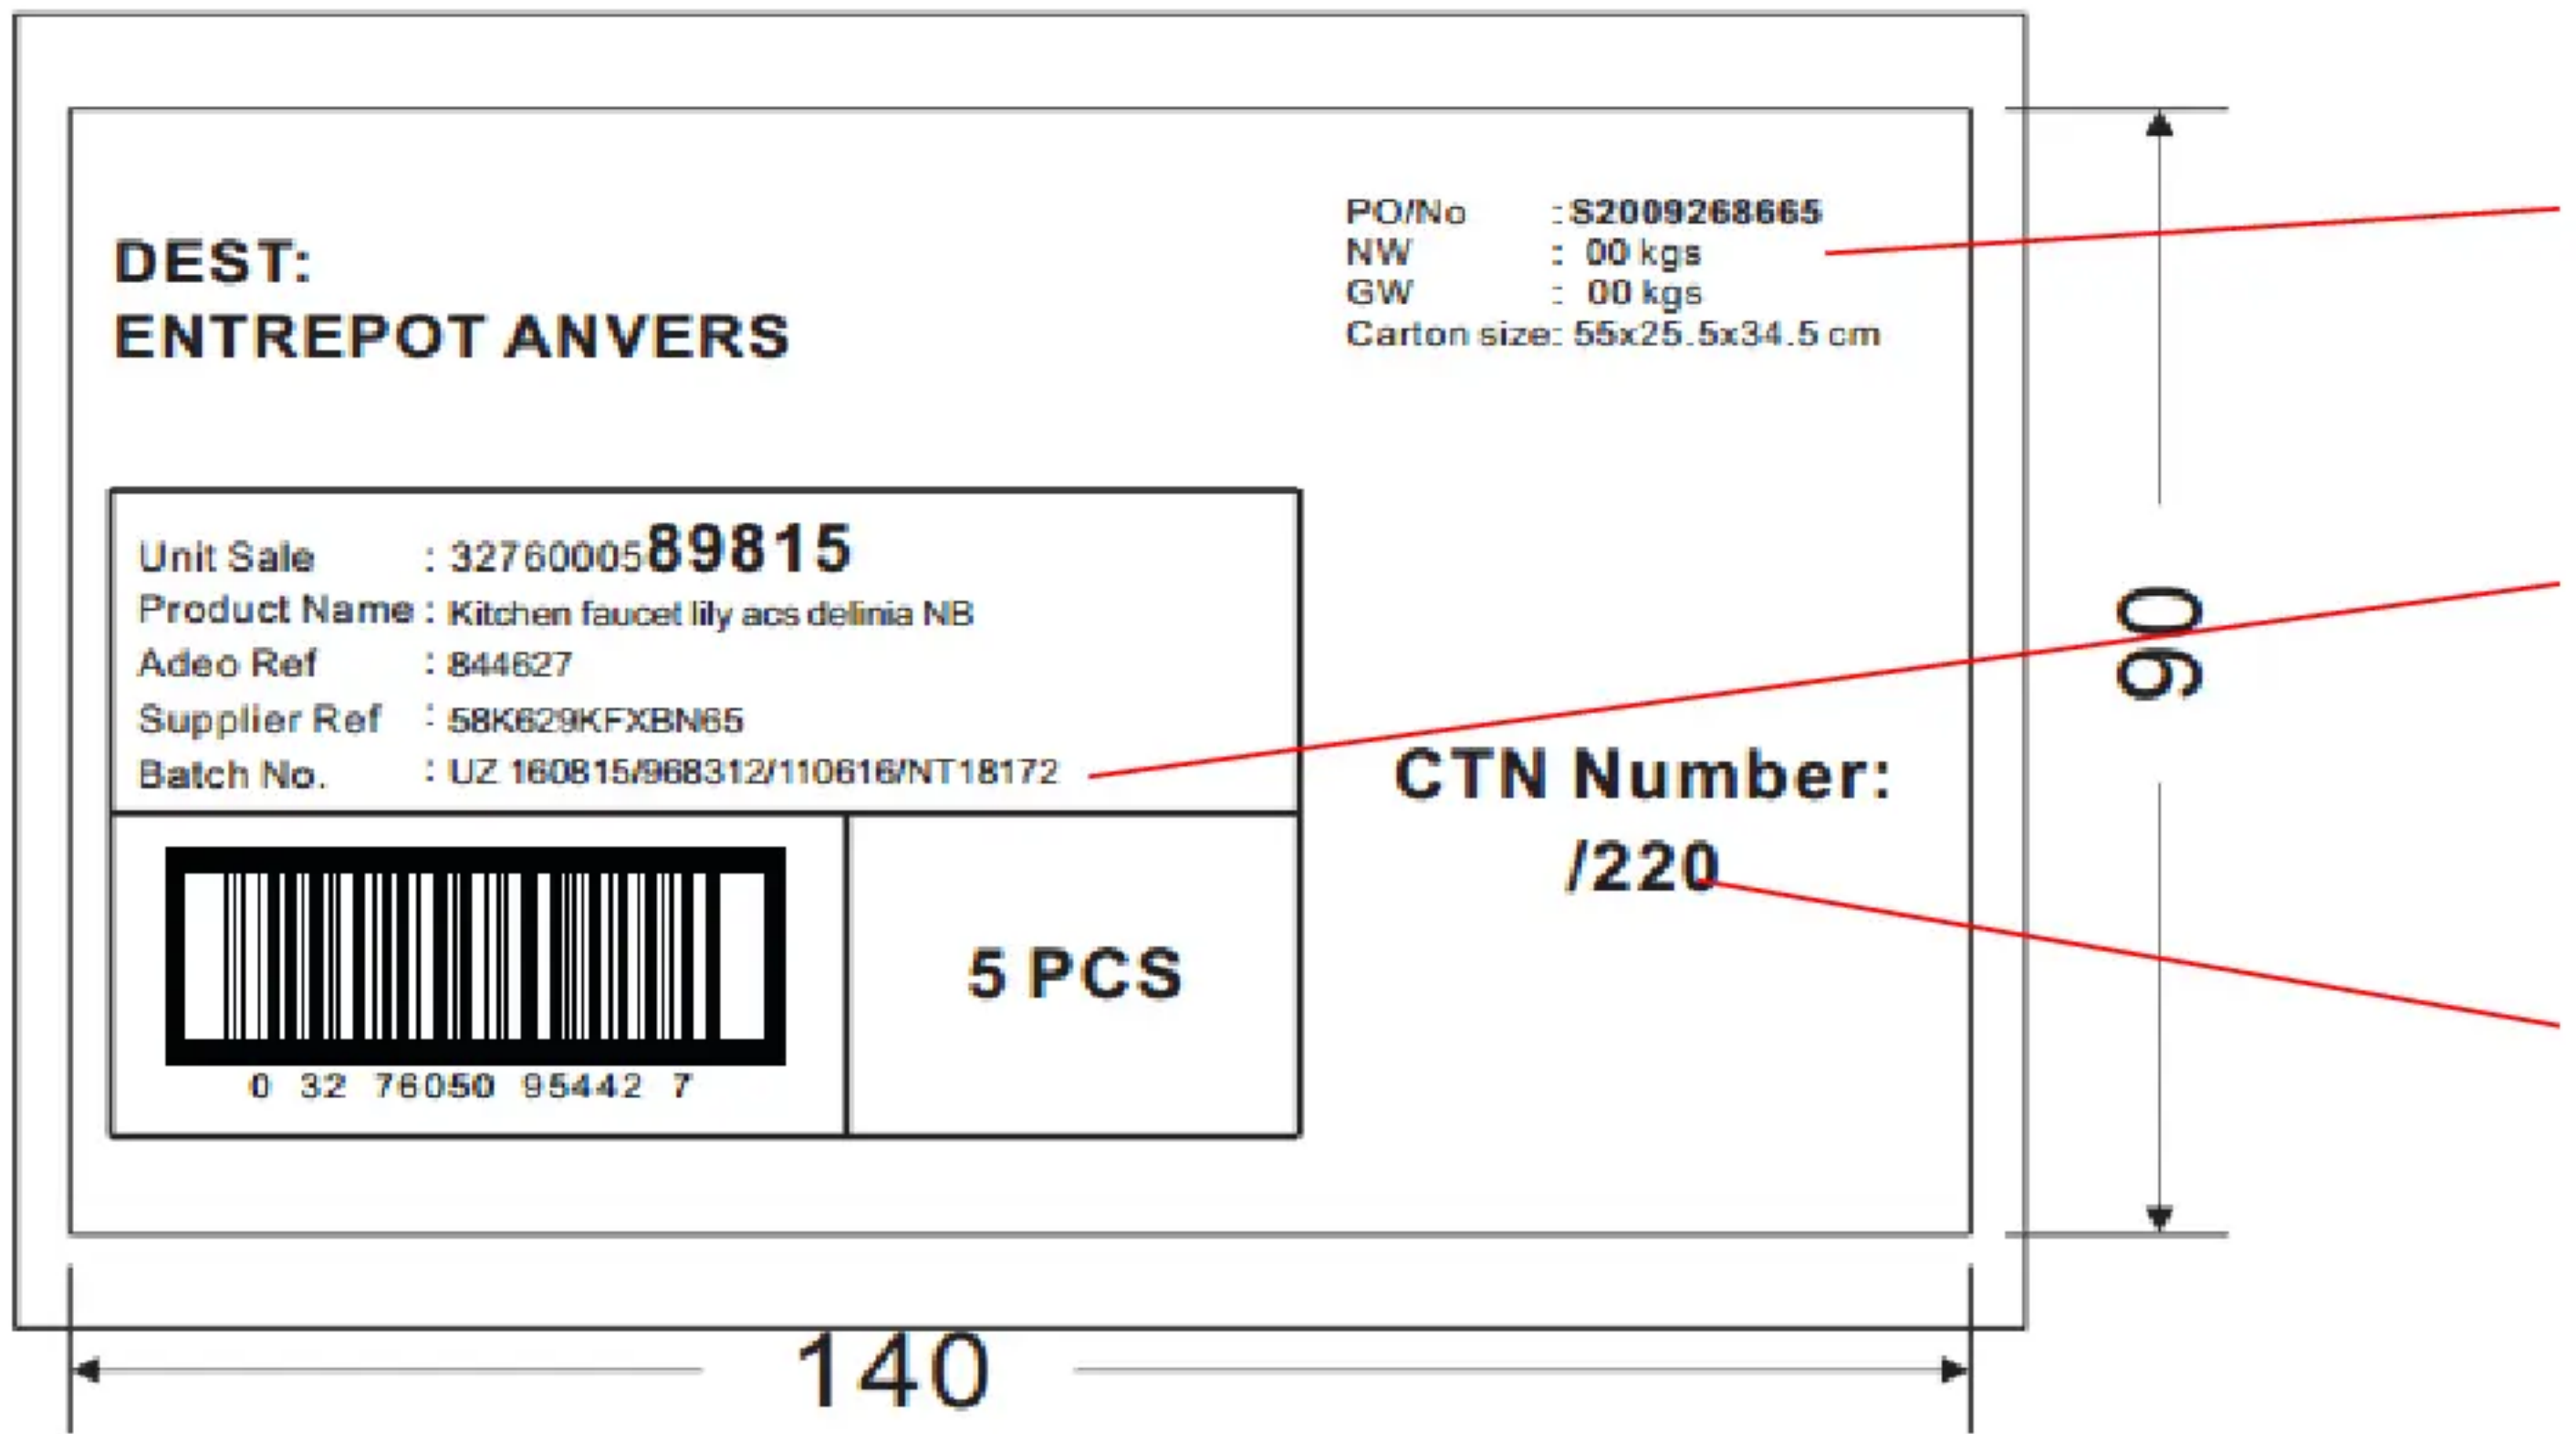 DEST:
ENTREPOT ANVERS
PO/No : S2009268665
NW : 00 kgs
GW : 00 kgs
Carton size: 55x25.5x34.5 cm
Unit Sale : 3276000589815
Product Name : Kitchen faucet lily acs delinia NB
Adeo Ref : 844627
Supplier Ref : 58K629KFXBN65
Batch No. : UZ 160815/968312/110616/NT18172
0 32 76050 95442 7
5 PCS
CTN Number:
/220
90
140